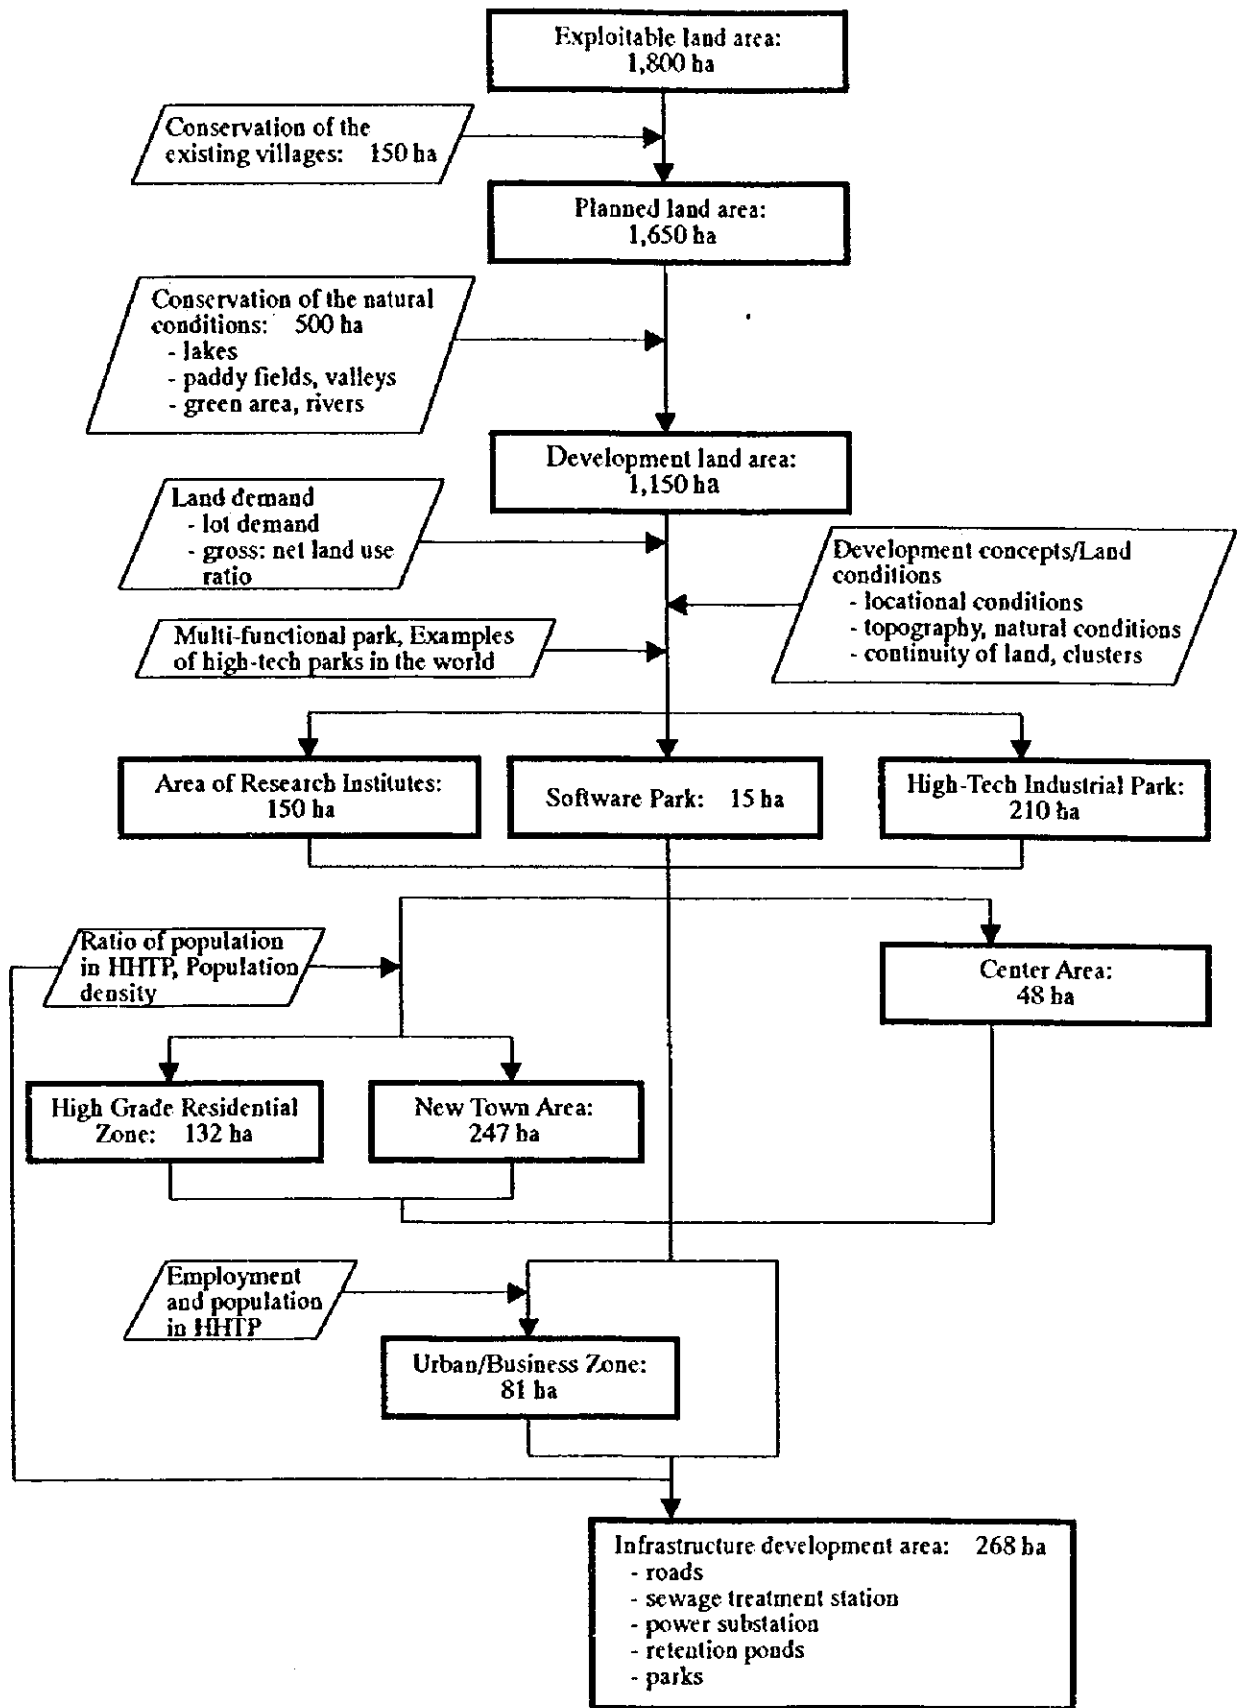 Exploitable land area:
1,800 ha
Conservation of the
existing villages: 150 ha
Planned land area:
1,650 ha
Conservation of the natural
conditions: 500 ha
- lakes
- paddy fields, valleys
- green area, rivers
Development land area:
1,150 ha
Land demand
- lot demand
- gross: net land use
ratio
Development concepts/Land
conditions
- locational conditions
- topography, natural conditions
- continuity of land, clusters
Multi-functional park, Examples
of high-tech parks in the world
Area of Research Institutes:
150 ha
Software Park: 15 ha
High-Tech Industrial Park:
210 ha
Ratio of population
in HHTP, Population
density
Center Area:
48 ha
High Grade Residential
Zone: 132 ha
New Town Area:
247 ha
Employment
and population
in HHTP
Urban/Business Zone:
81 ha
Infrastructure development area: 268 ha
- roads
- sewage treatment station
- power substation
- retention ponds
- parks